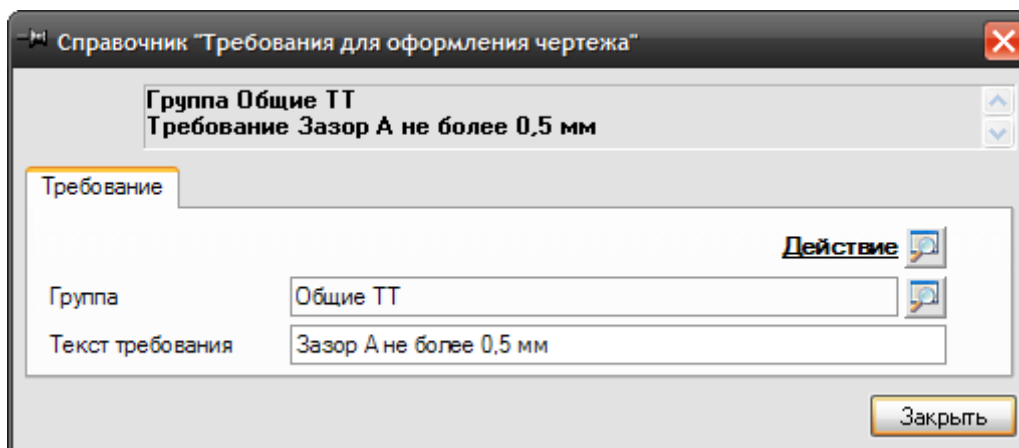 Справочник "Требования для оформления чертежа"
Группа Общие ТТ
Требование Зазор А не более 0,5 мм
Требование
Действие
Группа Общие ТТ
Текст требования Зазор А не более 0,5 мм
Закрыть